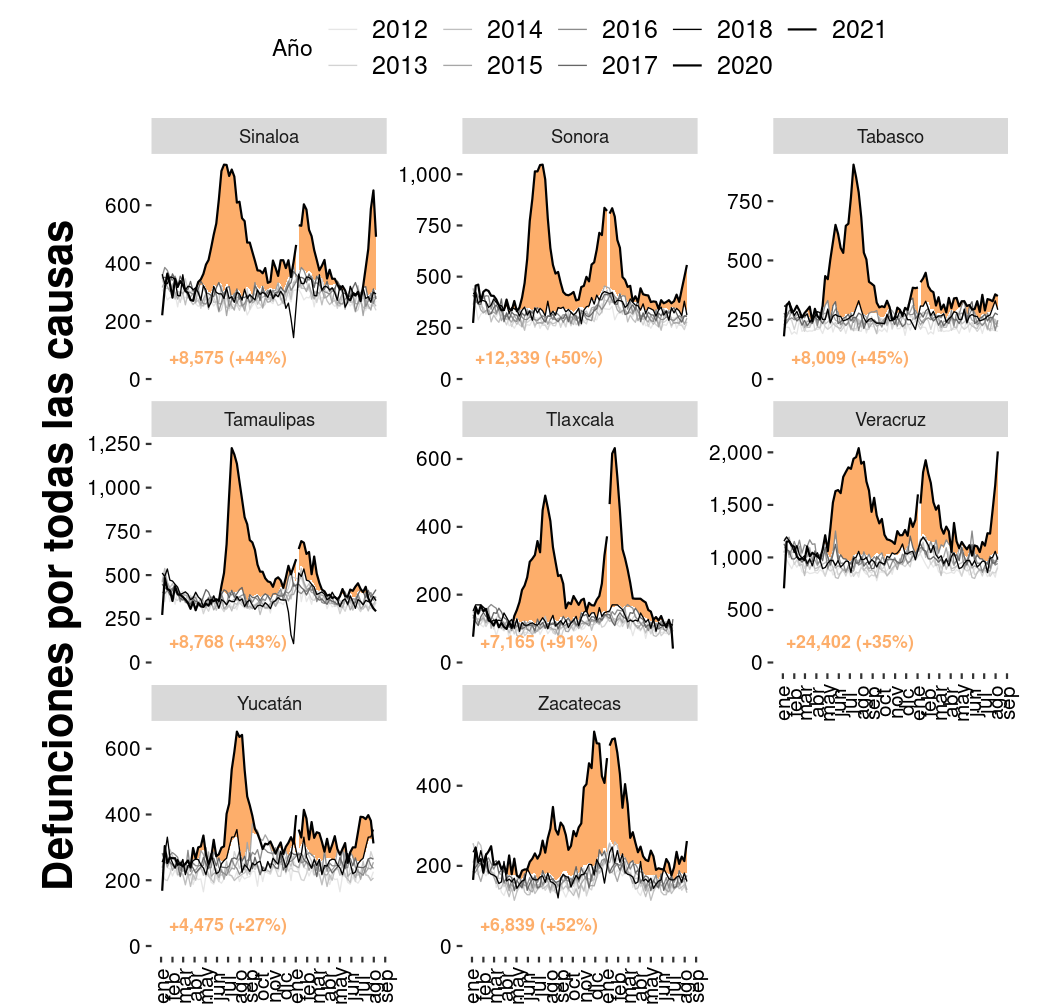 Año
2012 2014 2016 2018 2021
2013 2015 2017 2020
Defunciones por todas las causas
Sinaloa
600
400
200
0
+8,575 (+44%)
Sonora
1,000
750
500
250
0
+12,339 (+50%)
Tabasco
750
500
250
0
+8,009 (+45%)
Tamaulipas
1,250
1,000
750
500
250
0
+8,768 (+43%)
Tlaxcala
600
400
200
0
+7,165 (+91%)
Veracruz
2,000
1,500
1,000
500
0
+24,402 (+35%)
ene feb mar abr may jun jul ago sep oct nov dic ene feb mar abr may jun jul ago sep
Yucatán
600
400
200
0
+4,475 (+27%)
ene feb mar abr may jun jul ago sep oct nov dic ene feb mar abr may jun jul ago sep
Zacatecas
400
200
0
+6,839 (+52%)
ene feb mar abr may jun jul ago sep oct nov dic ene feb mar abr may jun jul ago sep